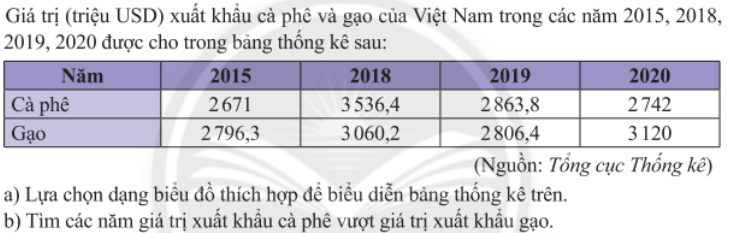 Giá trị (triệu USD) xuất khẩu cà phê và gạo của Việt Nam trong các năm 2015, 2018,
2019, 2020 được cho trong bảng thống kê sau:
Năm 2015 2018 2019 2020
Cà phê 2 671 3 536,4 2 863,8 2 742
Gạo 2 796,3 3 060,2 2 806,4 3 120
(Nguồn: Tổng cục Thống kê)
a) Lựa chọn dạng biểu đồ thích hợp để biểu diễn bảng thống kê trên.
b) Tìm các năm giá trị xuất khẩu cà phê vượt giá trị xuất khẩu gạo.